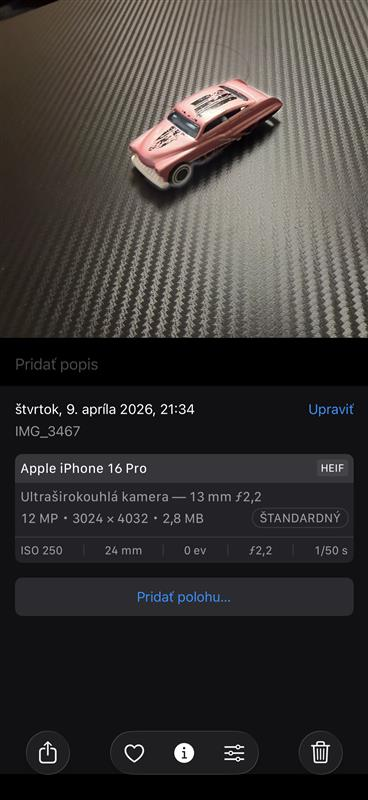 Pridať popis
štvrtok, 9. apríla 2026, 21:34 Upraviť
IMG_3467
Apple iPhone 16 Pro HEIF
Ultraširokouhlá kamera — 13 mm ƒ2,2
12 MP • 3024 × 4032 • 2,8 MB ŠTANDARDNÝ
ISO 250 24 mm 0 ev ƒ2,2 1/50 s
Pridať polohu...